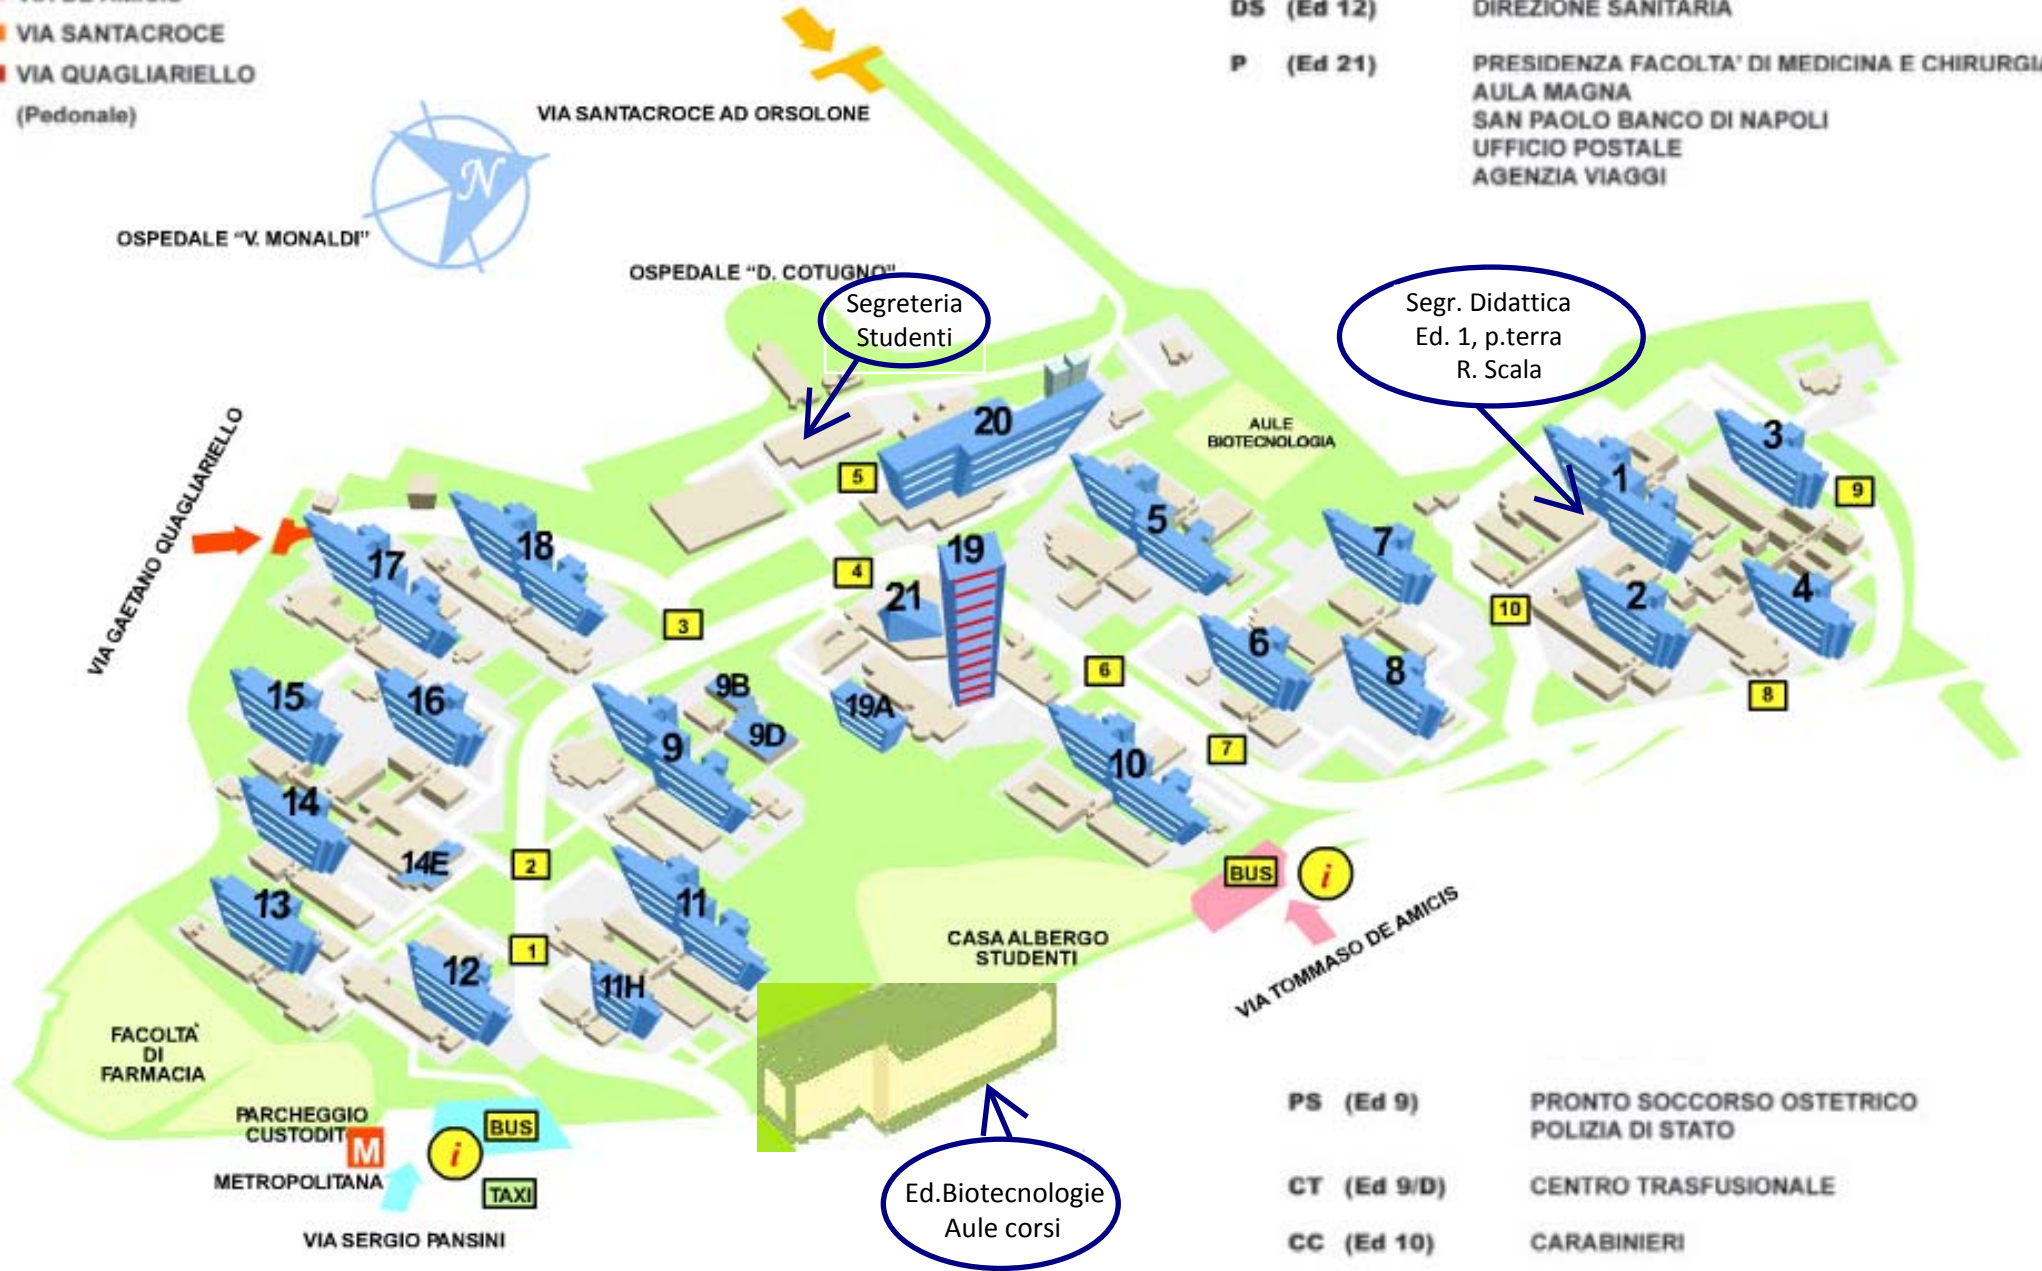 VIA SANTACROCE
VIA QUAGLIARIELLO
(Pedonale)
DS (Ed 12) DIREZIONE SANITARIA
P (Ed 21) PRESIDENZA FACOLTA' DI MEDICINA E CHIRURGIA
AULA MAGNA
SAN PAOLO BANCO DI NAPOLI
UFFICIO POSTALE
AGENZIA VIAGGI
VIA SANTACROCE AD ORSOLONE
N
OSPEDALE "V. MONALDI"
OSPEDALE "D. COTUGNO"
Segreteria
Studenti
Segr. Didattica
Ed. 1, p.terra
R. Scala
VIA GAETANO QUAGLIARIELLO
AULE
BIOTECNOLOGIA
20
5
3
1
9
5
7
18
17
19
4
21
2
4
10
3
6
8
6
8
15
16
9B
9D
19A
9
10
7
14
14E
2
BUS
i
13
11
12
1
11H
CASA ALBERGO
STUDENTI
VIA TOMMASO DE AMICIS
FACOLTA'
DI
FARMACIA
PARCHEGGIO
CUSTODIT
M
METROPOLITANA
i
BUS
TAXI
VIA SERGIO PANSINI
Ed.Biotecnologie
Aule corsi
PS (Ed 9) PRONTO SOCCORSO OSTETRICO
POLIZIA DI STATO
CT (Ed 9/D) CENTRO TRASFUSIONALE
CC (Ed 10) CARABINIERI